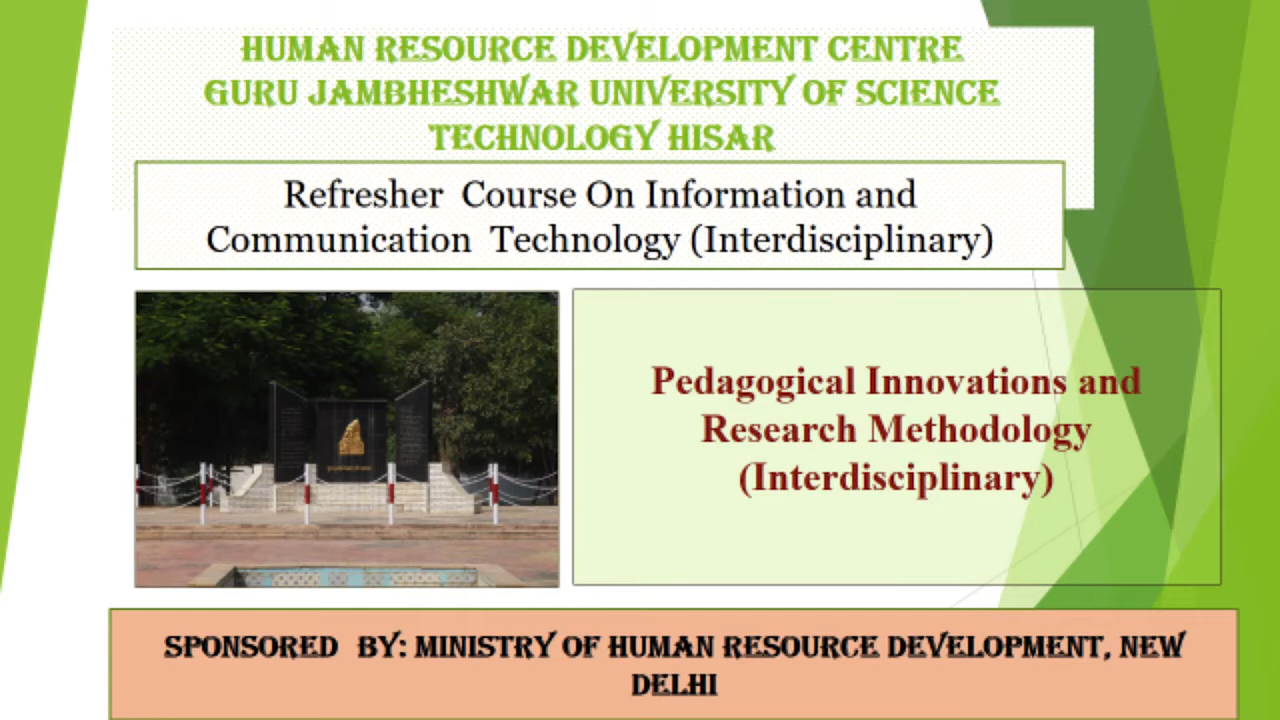 HUMAN RESOURCE DEVELOPMENT CENTRE
GURU JAMBHESHWAR UNIVERSITY OF SCIENCE
TECHNOLOGY HISAR
Refresher Course On Information and
Communication Technology (Interdisciplinary)
Pedagogical Innovations and
Research Methodology
(Interdisciplinary)
SPONSORED BY: MINISTRY OF HUMAN RESOURCE DEVELOPMENT, NEW
DELHI